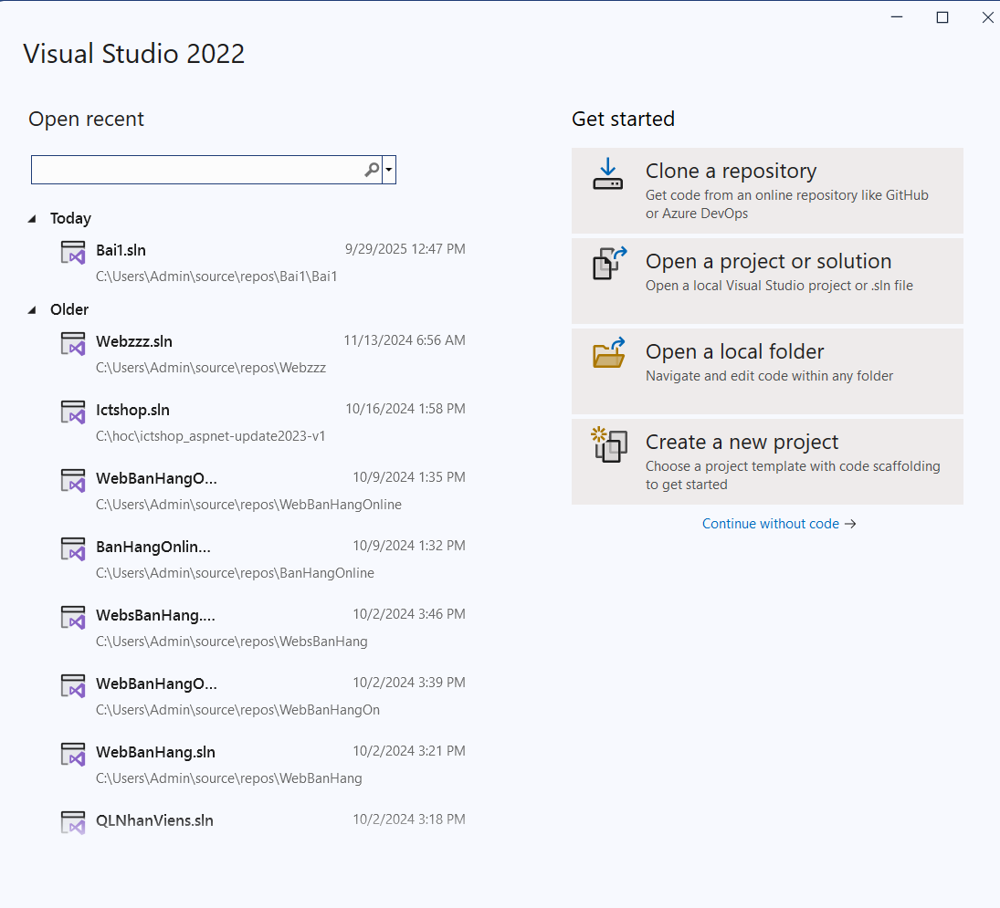 Visual Studio 2022
Open recent
Today
Bai1.sln 9/29/2025 12:47 PM
C:\Users\Admin\source\repos\Bai1\Bai1
Older
Webzzz.sln 11/13/2024 6:56 AM
C:\Users\Admin\source\repos\Webzzz
Ictshop.sln 10/16/2024 1:58 PM
C:\hoc\ictshop_aspnet-update2023-v1
WebBanHangO... 10/9/2024 1:35 PM
C:\Users\Admin\source\repos\WebBanHangOnline
BanHangOnlin... 10/9/2024 1:32 PM
C:\Users\Admin\source\repos\BanHangOnline
WebsBanHang.... 10/2/2024 3:46 PM
C:\Users\Admin\source\repos\WebsBanHang
WebBanHangO... 10/2/2024 3:39 PM
C:\Users\Admin\source\repos\WebBanHangOn
WebBanHang.sln 10/2/2024 3:21 PM
C:\Users\Admin\source\repos\WebBanHang
QLNhanViens.sln 10/2/2024 3:18 PM
Get started
Clone a repository
Get code from an online repository like GitHub
or Azure DevOps
Open a project or solution
Open a local Visual Studio project or .sln file
Open a local folder
Navigate and edit code within any folder
Create a new project
Choose a project template with code scaffolding
to get started
Continue without code →